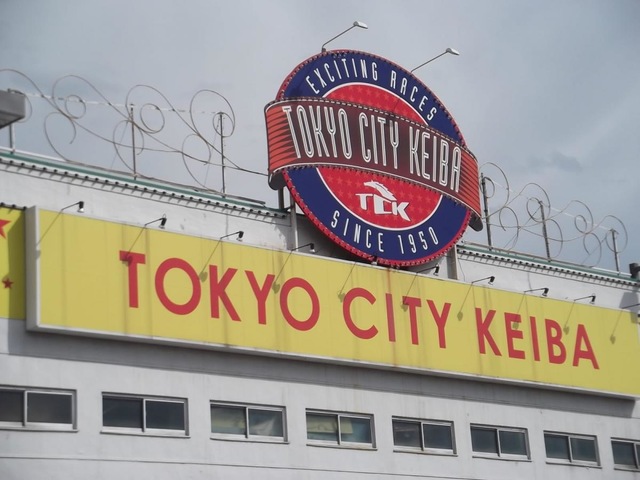 EXCITING RACES
TOKYO CITY KEIBA
TCK
SINCE 1950
TOKYO CITY KEIBA